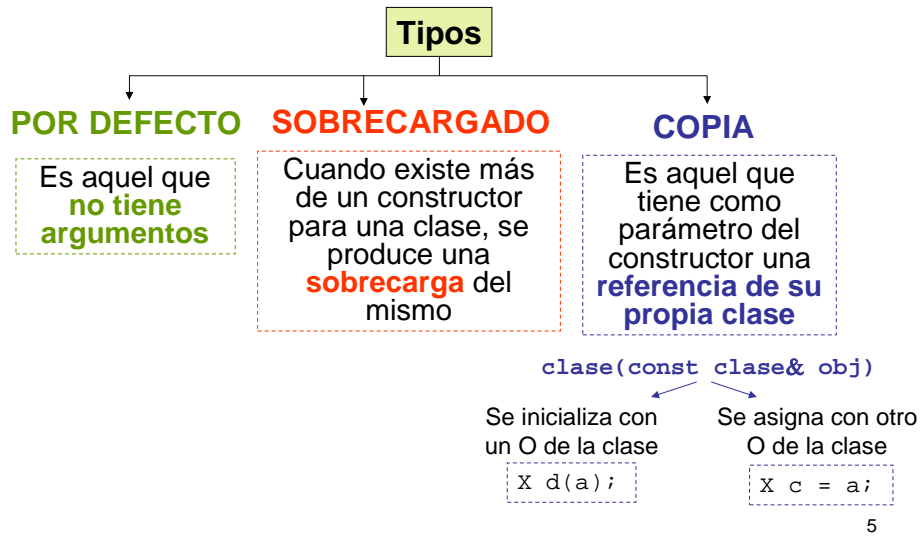 Tipos
POR DEFECTO
Es aquel que
no tiene
argumentos
SOBRECARGADO
Cuando existe más
de un constructor
para una clase, se
produce una
sobrecarga del
mismo
COPIA
Es aquel que
tiene como
parámetro del
constructor una
referencia de su
propia clase
clase(const clase& obj)
Se inicializa con
un O de la clase
X d(a);
Se asigna con otro
O de la clase
X c = a;
5